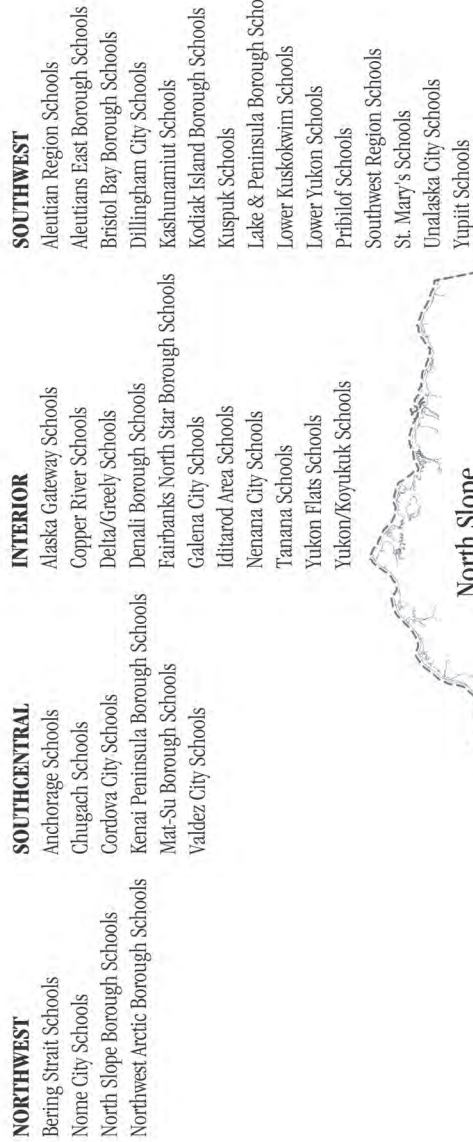 NORTHWEST
Bering Strait Schools
Nome City Schools
North Slope Borough Schools
Northwest Arctic Borough Schools
SOUTHCENTRAL
Anchorage Schools
Chugach Schools
Cordova City Schools
Kenai Peninsula Borough Schools
Mat-Su Borough Schools
Valdez City Schools
INTERIOR
Alaska Gateway Schools
Copper River Schools
Delta/Greely Schools
Denali Borough Schools
Fairbanks North Star Borough Schools
Galena City Schools
Iditarod Area Schools
Nenana City Schools
Tanana Schools
Yukon Flats Schools
Yukon/Koyukuk Schools
SOUTHWEST
Aleutian Region Schools
Aleutians East Borough Schools
Bristol Bay Borough Schools
Dillingham City Schools
Kashunamiut Schools
Kodiak Island Borough Schools
Kuspuk Schools
Lake & Peninsula Borough Scho
Lower Kuskokwim Schools
Lower Yukon Schools
Pribilof Schools
Southwest Region Schools
St. Mary's Schools
Unalaska City Schools
Yupiit Schools
North Slope